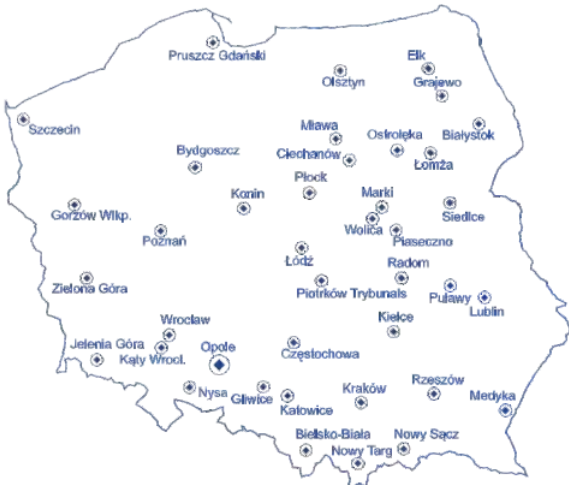 Pruszcz Gdański
Olsztyn
Ełk
Grajewo
Szczecin
Mława
Ostrołęka
Białystok
Bydgoszcz
Ciechanów
Łomża
Płock
Konin
Marki
Siedlce
Gorzów Wlkp.
Wolica
Poznań
Piaseczno
Łódź
Radom
Zielona Góra
Piotrków Trybunals
Puławy
Lublin
Wrocław
Kielce
Jelenia Góra
Opole
Kąty Wrocl.
Częstochowa
Nysa
Gliwice
Katowice
Kraków
Rzeszów
Medyka
Bielsko-Biała
Nowy Sącz
Nowy Targ